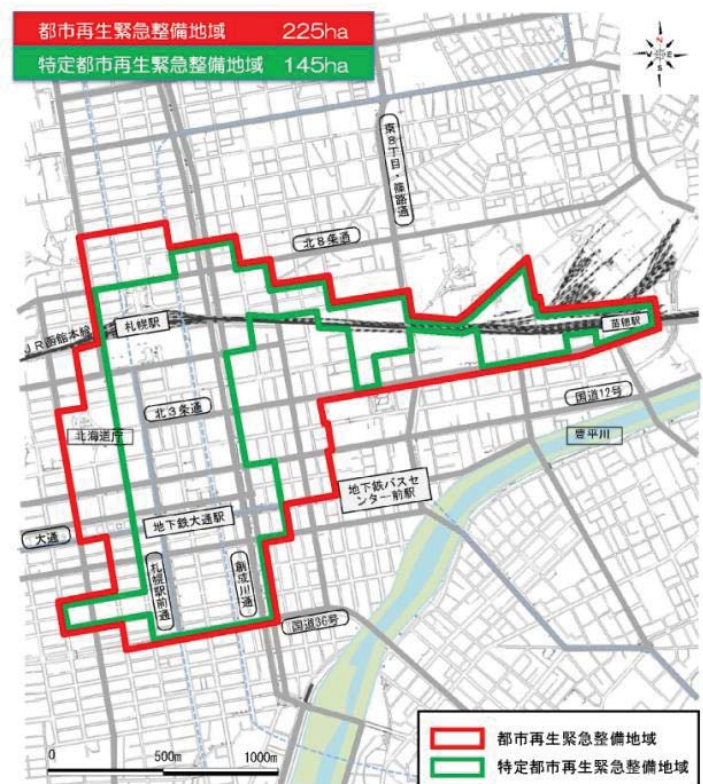 都市再生緊急整備地域 225ha
特定都市再生緊急整備地域 145ha
N
W E
S
東8丁目・篠路通
北8条通
札幌駅
苗穂駅
JR函館本線
北3条通
国道12号
北海道庁
豊平川
地下鉄バスセ
ンター前駅
地下鉄大通駅
大通
札幌駅前通
創成川通
国道36号
0 500m 1000m
都市再生緊急整備地域
特定都市再生緊急整備地域